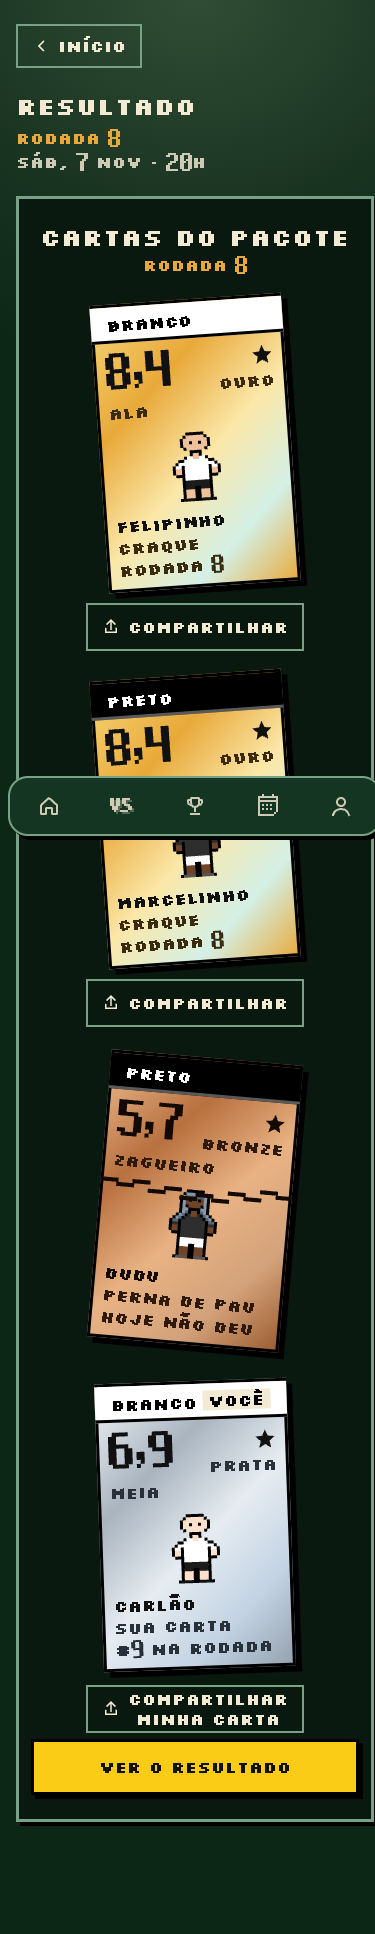 INÍCIO
RESULTADO
RODADA 8
SÁB, 7 NOV · 20H
CARTAS DO PACOTE
RODADA 8
BRANCO
8,4
OURO
ALA
FELIPINHO
CRAQUE
RODADA 8
COMPARTILHAR
PRETO
8,4
OURO
VS
MARCELINHO
CRAQUE
RODADA 8
COMPARTILHAR
PRETO
5,7
BRONZE
ZAGUEIRO
DUDU
PERNA DE PAU
HOJE NÃO DEU
BRANCO VOCÊ
6,9
PRATA
MEIA
CARLÃO
SUA CARTA
#9 NA RODADA
COMPARTILHAR
MINHA CARTA
VER O RESULTADO